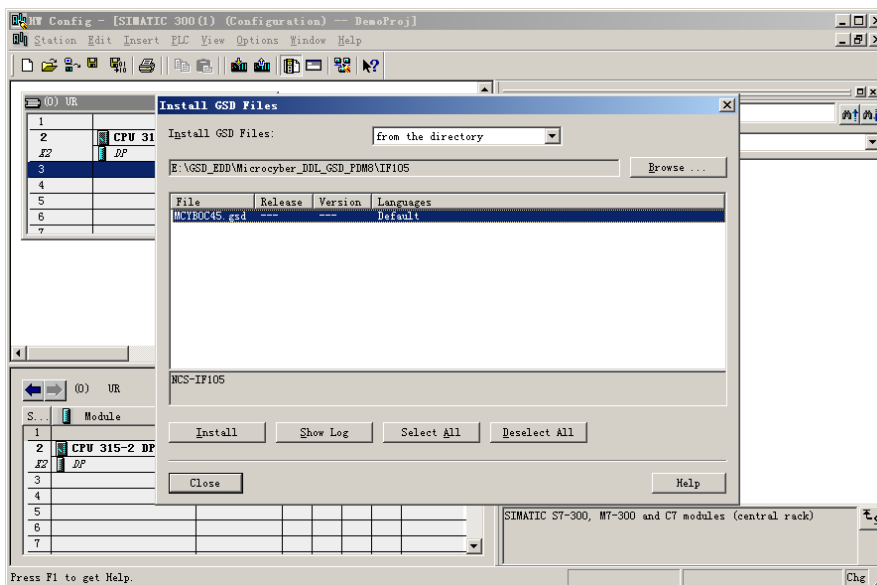 HW Config - [SIMATIC 300(1) (Configuration) -- DemoProj]
Station Edit Insert PLC View Options Window Help
(0) UR
1
2 CPU 31
X2 DP
3
4
5
6
7
Install GSD Files
Install GSD Files: from the directory
E:\GSD_EDD\Microcyber_DDL_GSD_PDM8\IF105 Browse ...
File Release Version Languages
MCYB0C45.gsd --- --- Default
NCS-IF105
Install Show Log Select All Deselect All
Close Help
(0) UR
S... Module
1
2 CPU 315-2 DP
X2 DP
3
4
5
6
7
SIMATIC S7-300, M7-300 and C7 modules (central rack)
Press F1 to get Help. Chg